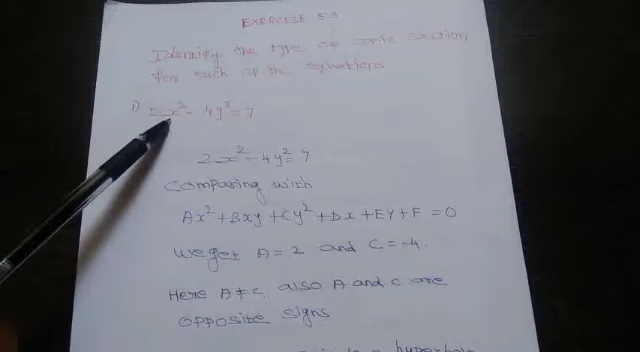 EXERCISE 5.3
Identify the type of conic section
for each of the equations
1) 2x² - 4y² = 7
2x² - 4y² = 7
Comparing with
Ax² + Bxy + Cy² + Dx + Ey + F = 0
we get A = 2 and C = -4.
Here A ≠ C also A and C are
opposite signs
a hyperbola